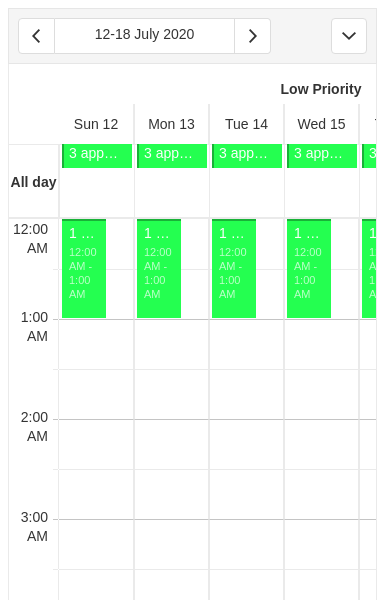 12-18 July 2020
Low Priority
Sun 12 Mon 13 Tue 14 Wed 15
All day
3 app… 3 app… 3 app… 3 app… 3
12:00 AM
1 … 1 … 1 … 1 …
12:00 12:00 12:00 12:00
AM - AM - AM - AM -
1:00 1:00 1:00 1:00
AM AM AM AM
1:00
AM
2:00
AM
3:00
AM